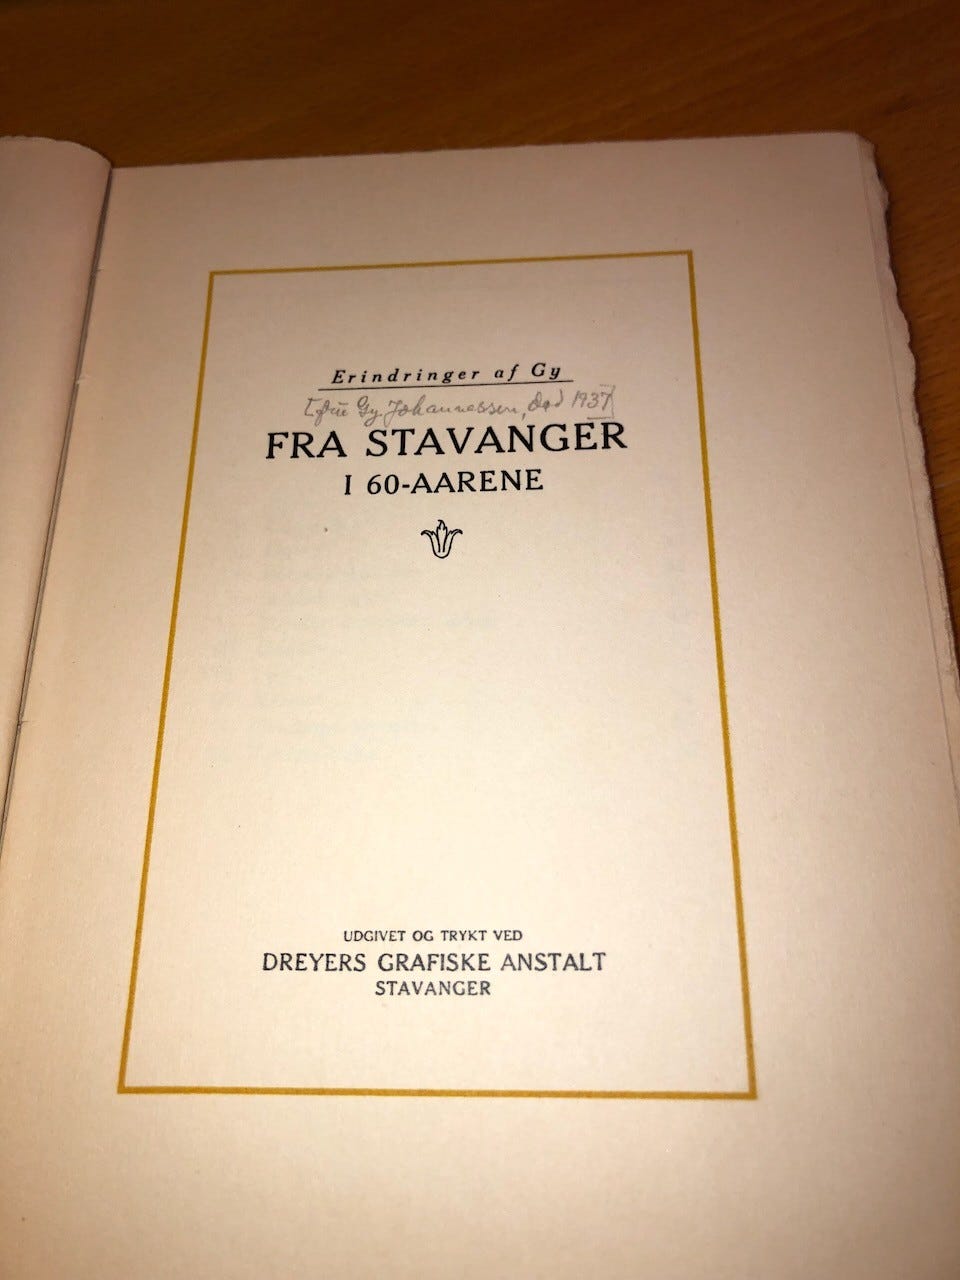 Erindringer af Gy
[Frue Gy. Johannessen, død 1937]
FRA STAVANGER
I 60-AARENE
UDGIVET OG TRYKT VED
DREYERS GRAFISKE ANSTALT
STAVANGER